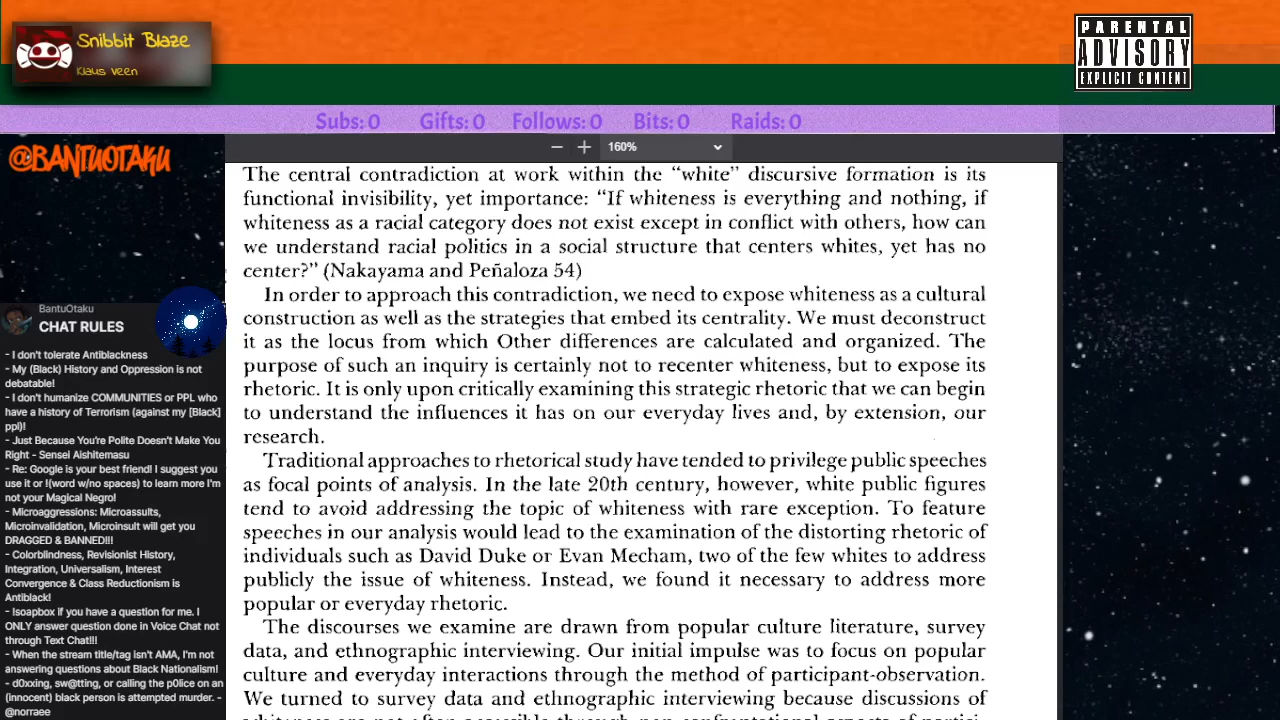 Snibbit Blaze
Klaus Veen
PARENTAL
ADVISORY
EXPLICIT CONTENT
Subs: 0 Gifts: 0 Follows: 0 Bits: 0 Raids: 0
@BANTUOTAKU
160%
The central contradiction at work within the “white” discursive formation is its
functional invisibility, yet importance: “If whiteness is everything and nothing, if
whiteness as a racial category does not exist except in conflict with others, how can
we understand racial politics in a social structure that centers whites, yet has no
center?” (Nakayama and Peñaloza 54)
In order to approach this contradiction, we need to expose whiteness as a cultural
construction as well as the strategies that embed its centrality. We must deconstruct
it as the locus from which Other differences are calculated and organized. The
purpose of such an inquiry is certainly not to recenter whiteness, but to expose its
rhetoric. It is only upon critically examining this strategic rhetoric that we can begin
to understand the influences it has on our everyday lives and, by extension, our
research.
Traditional approaches to rhetorical study have tended to privilege public speeches
as focal points of analysis. In the late 20th century, however, white public figures
tend to avoid addressing the topic of whiteness with rare exception. To feature
speeches in our analysis would lead to the examination of the distorting rhetoric of
individuals such as David Duke or Evan Mecham, two of the few whites to address
publicly the issue of whiteness. Instead, we found it necessary to address more
popular or everyday rhetoric.
The discourses we examine are drawn from popular culture literature, survey
data, and ethnographic interviewing. Our initial impulse was to focus on popular
culture and everyday interactions through the method of participant-observation.
We turned to survey data and ethnographic interviewing because discussions of
BantuOtaku
CHAT RULES
- I don't tolerate Antiblackness
- My (Black) History and Oppression is not
debatable!
- I don't humanize COMMUNITIES or PPL who
have a history of Terrorism (against my [Black]
ppl)!
- Just Because You're Polite Doesn't Make You
Right - Sensei Aishitemasu
- Re: Google is your best friend! I suggest you
use it or !(word w/no spaces) to learn more I'm
not your Magical Negro!
- Microaggressions: Microassults,
Microinvalidation, Microinsult will get you
DRAGGED & BANNED!!!
- Colorblindness, Revisionist History,
Integration, Universalism, Interest
Convergence & Class Reductionism is
Antiblack!
- !soapbox if you have a question for me. I
ONLY answer question done in Voice Chat not
through Text Chat!!!
- When the stream title/tag isn't AMA, I'm not
answering questions about Black Nationalism!
- d0xxing, sw@tting, or calling the p0lice on an
(innocent) black person is attempted murder. -
@norraee